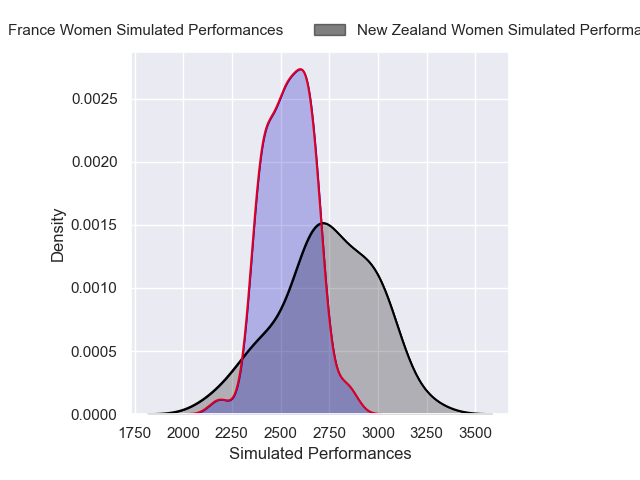 France Women Simulated Performances New Zealand Women Simulated Performa
0.0025
0.0020
0.0015
0.0010
0.0005
0.0000
Density
1750 2000 2250 2500 2750 3000 3250 3500
Simulated Performances